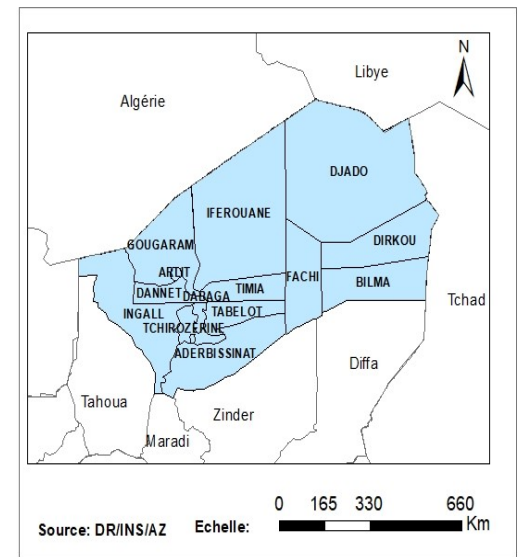 N
Libye
Algérie
DJADO
IFEROUANE
GOUGARAM
DIRKOU
ARLIT
FACHI
TIMIA
BILMA
DANNET
DABAGA
INGALL
TABELOT
Tchad
TCHIROZERINE
ADERBISSINAT
Diffa
Tahoua
Zinder
Maradi
0 165 330 660
Km
Source: DR/INS/AZ Echelle: